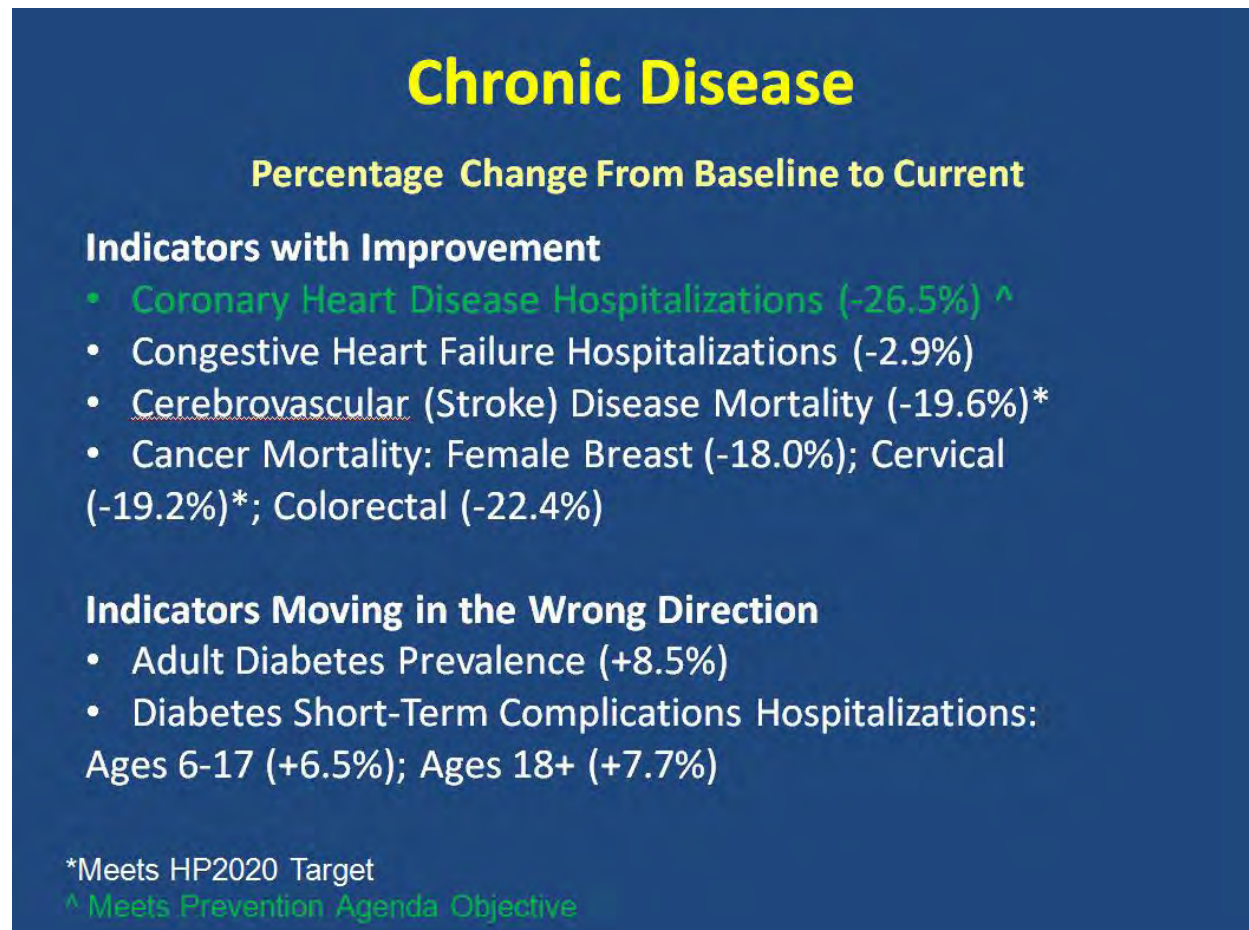 Chronic Disease
Percentage Change From Baseline to Current
Indicators with Improvement
• Coronary Heart Disease Hospitalizations (-26.5%) ^
• Congestive Heart Failure Hospitalizations (-2.9%)
• Cerebrovascular (Stroke) Disease Mortality (-19.6%)*
• Cancer Mortality: Female Breast (-18.0%); Cervical
(-19.2%)*; Colorectal (-22.4%)
Indicators Moving in the Wrong Direction
• Adult Diabetes Prevalence (+8.5%)
• Diabetes Short-Term Complications Hospitalizations:
Ages 6-17 (+6.5%); Ages 18+ (+7.7%)
*Meets HP2020 Target
^ Meets Prevention Agenda Objective